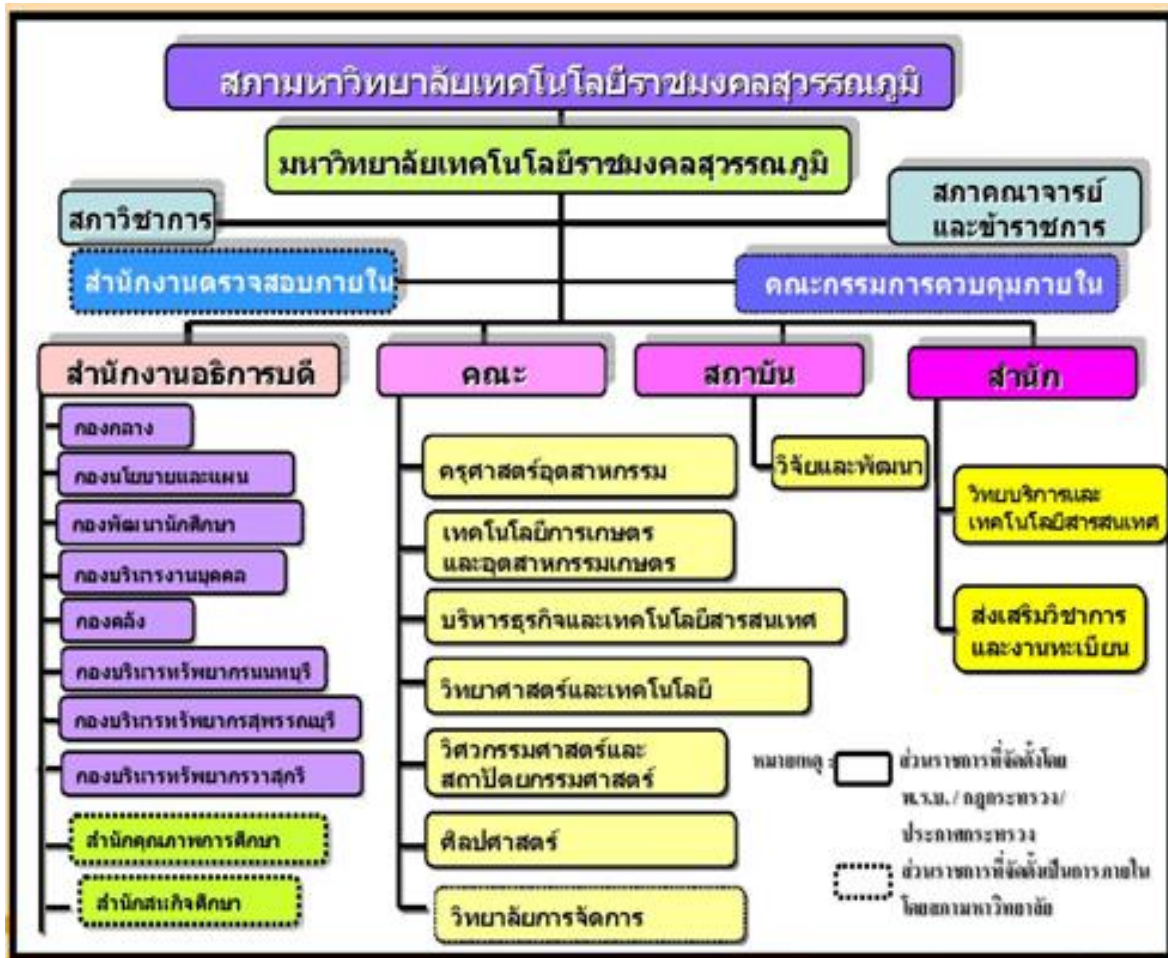 สภามหาวิทยาลัยเทคโนโลยีราชมงคลสุวรรณภูมิ
มหาวิทยาลัยเทคโนโลยีราชมงคลสุวรรณภูมิ
สภาวิชาการ
สภาคณาจารย์
และข้าราชการ
สำนักงานตรวจสอบภายใน
คณะกรรมการควบคุมภายใน
สำนักงานอธิการบดี
คณะ
สถาบัน
สำนัก
กองกลาง
กองนโยบายและแผน
กองพัฒนานักศึกษา
กองบริหารงานบุคคล
กองคลัง
กองบริหารทรัพยากรนนทบุรี
กองบริหารทรัพยากรสุพรรณบุรี
กองบริหารทรัพยากรวาสุกรี
สำนักคุณภาพการศึกษา
สำนักสหกิจศึกษา
ครุศาสตร์อุตสาหกรรม
เทคโนโลยีการเกษตร
และอุตสาหกรรมเกษตร
บริหารธุรกิจและเทคโนโลยีสารสนเทศ
วิทยาศาสตร์และเทคโนโลยี
วิศวกรรมศาสตร์และ
สถาปัตยกรรมศาสตร์
ศิลปศาสตร์
วิทยาลัยการจัดการ
วิจัยและพัฒนา
วิทยบริการและ
เทคโนโลยีสารสนเทศ
ส่งเสริมวิชาการ
และงานทะเบียน
หมายเหตุ :
ส่วนราชการที่จัดตั้งโดย
พ.ร.บ./ กฎกระทรวง/
ประกาศกระทรวง
ส่วนราชการที่จัดตั้งเป็นการภายใน
โดยสภามหาวิทยาลัย